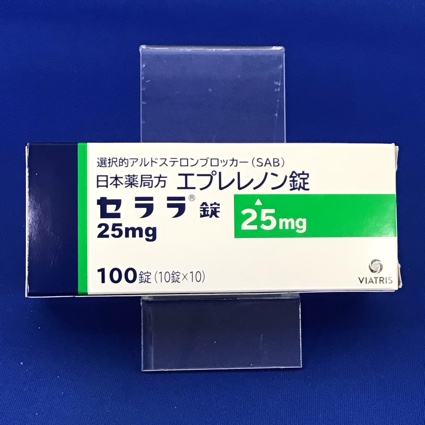 選択的アルドステロンブロッカー(SAB)
日本薬局方 エプレレノン錠
セララ®錠
25mg
25mg
100錠(10錠×10)
VIATRIS